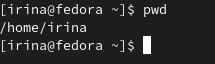 [irina@fedora ~]$ pwd
/home/irina
[irina@fedora ~]$